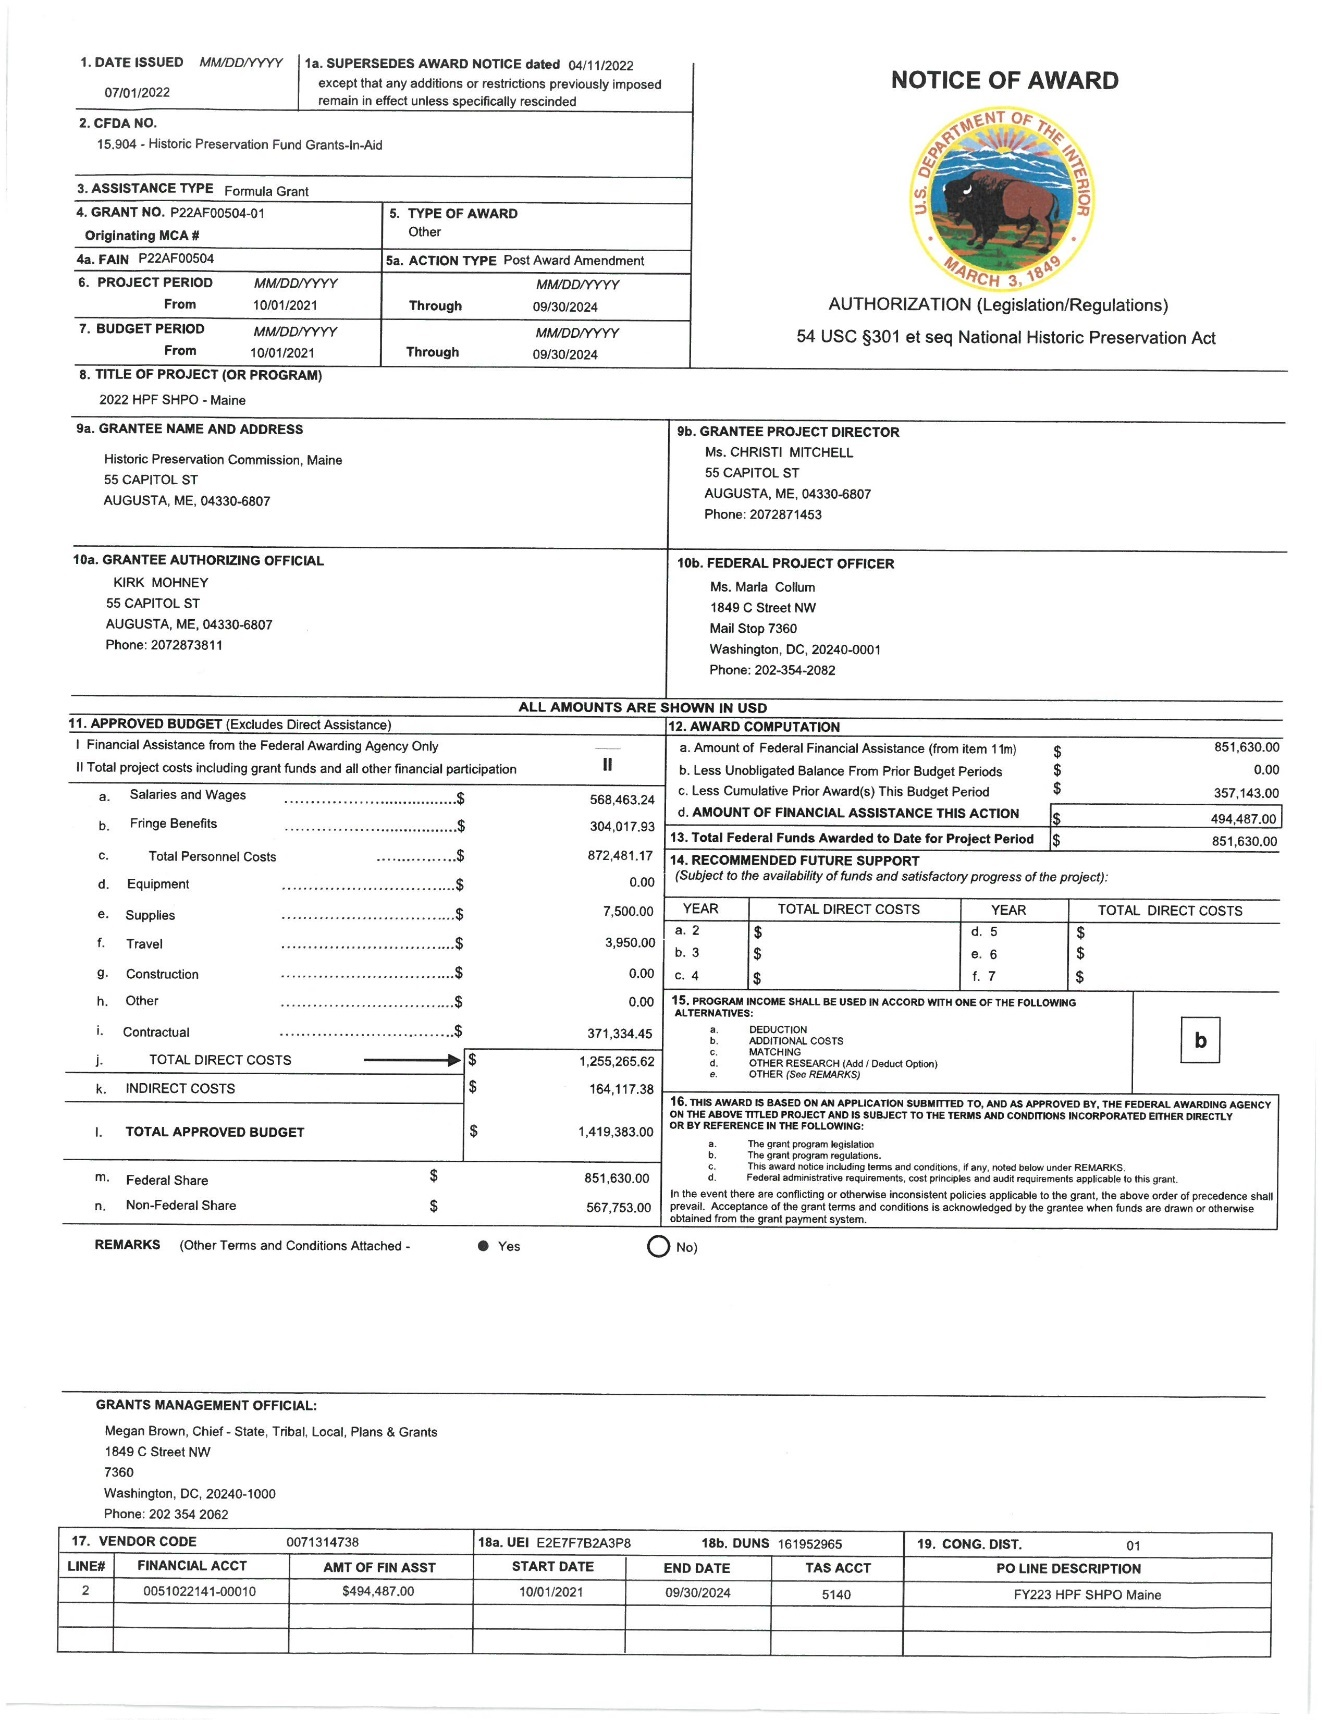 1. DATE ISSUED MM/DD/YYYY
07/01/2022
1a. SUPERSEDES AWARD NOTICE dated 04/11/2022
except that any additions or restrictions previously imposed
remain in effect unless specifically rescinded
2. CFDA NO.
15.904 - Historic Preservation Fund Grants-In-Aid
3. ASSISTANCE TYPE Formula Grant
4. GRANT NO. P22AF00504-01
Originating MCA #
5. TYPE OF AWARD
Other
4a. FAIN P22AF00504
5a. ACTION TYPE Post Award Amendment
6. PROJECT PERIOD MM/DD/YYYY MM/DD/YYYY
From 10/01/2021 Through 09/30/2024
7. BUDGET PERIOD MM/DD/YYYY MM/DD/YYYY
From 10/01/2021 Through 09/30/2024
NOTICE OF AWARD
U.S. DEPARTMENT OF THE INTERIOR
MARCH 3, 1849
AUTHORIZATION (Legislation/Regulations)
54 USC §301 et seq National Historic Preservation Act
8. TITLE OF PROJECT (OR PROGRAM)
2022 HPF SHPO - Maine
9a. GRANTEE NAME AND ADDRESS
Historic Preservation Commission, Maine
55 CAPITOL ST
AUGUSTA, ME, 04330-6807
9b. GRANTEE PROJECT DIRECTOR
Ms. CHRISTI MITCHELL
55 CAPITOL ST
AUGUSTA, ME, 04330-6807
Phone: 2072871453
10a. GRANTEE AUTHORIZING OFFICIAL
KIRK MOHNEY
55 CAPITOL ST
AUGUSTA, ME, 04330-6807
Phone: 2072873811
10b. FEDERAL PROJECT OFFICER
Ms. Marla Collum
1849 C Street NW
Mail Stop 7360
Washington, DC, 20240-0001
Phone: 202-354-2082
ALL AMOUNTS ARE SHOWN IN USD
11. APPROVED BUDGET (Excludes Direct Assistance)
I Financial Assistance from the Federal Awarding Agency Only
II Total project costs including grant funds and all other financial participation II
a. Salaries and Wages ................................$ 568,463.24
b. Fringe Benefits ................................$ 304,017.93
c. Total Personnel Costs ...............$ 872,481.17
d. Equipment ................................$ 0.00
e. Supplies ................................$ 7,500.00
f. Travel ................................$ 3,950.00
g. Construction ................................$ 0.00
h. Other ................................$ 0.00
i. Contractual ................................$ 371,334.45
j. TOTAL DIRECT COSTS $ 1,255,265.62
k. INDIRECT COSTS $ 164,117.38
l. TOTAL APPROVED BUDGET $ 1,419,383.00
m. Federal Share $ 851,630.00
n. Non-Federal Share $ 567,753.00
12. AWARD COMPUTATION
a. Amount of Federal Financial Assistance (from item 11m) $ 851,630.00
b. Less Unobligated Balance From Prior Budget Periods $ 0.00
c. Less Cumulative Prior Award(s) This Budget Period $ 357,143.00
d. AMOUNT OF FINANCIAL ASSISTANCE THIS ACTION $ 494,487.00
13. Total Federal Funds Awarded to Date for Project Period $ 851,630.00
14. RECOMMENDED FUTURE SUPPORT
(Subject to the availability of funds and satisfactory progress of the project):
YEAR TOTAL DIRECT COSTS YEAR TOTAL DIRECT COSTS
a. 2 $ d. 5 $
b. 3 $ e. 6 $
c. 4 $ f. 7 $
15. PROGRAM INCOME SHALL BE USED IN ACCORD WITH ONE OF THE FOLLOWING
ALTERNATIVES:
a. DEDUCTION
b. ADDITIONAL COSTS
c. MATCHING
d. OTHER RESEARCH (Add / Deduct Option)
e. OTHER (See REMARKS)
b
16. THIS AWARD IS BASED ON AN APPLICATION SUBMITTED TO, AND AS APPROVED BY, THE FEDERAL AWARDING AGENCY
ON THE ABOVE TITLED PROJECT AND IS SUBJECT TO THE TERMS AND CONDITIONS INCORPORATED EITHER DIRECTLY
OR BY REFERENCE IN THE FOLLOWING:
a. The grant program legislation
b. The grant program regulations.
c. This award notice including terms and conditions, if any, noted below under REMARKS.
d. Federal administrative requirements, cost principles and audit requirements applicable to this grant.
In the event there are conflicting or otherwise inconsistent policies applicable to the grant, the above order of precedence shall
prevail. Acceptance of the grant terms and conditions is acknowledged by the grantee when funds are drawn or otherwise
obtained from the grant payment system.
REMARKS (Other Terms and Conditions Attached - Yes No)
GRANTS MANAGEMENT OFFICIAL:
Megan Brown, Chief - State, Tribal, Local, Plans & Grants
1849 C Street NW
7360
Washington, DC, 20240-1000
Phone: 202 354 2062
17. VENDOR CODE 0071314738 18a. UEI E2E7F7B2A3P8 18b. DUNS 161952965 19. CONG. DIST. 01
LINE# FINANCIAL ACCT AMT OF FIN ASST START DATE END DATE TAS ACCT PO LINE DESCRIPTION
2 0051022141-00010 $494,487.00 10/01/2021 09/30/2024 5140 FY223 HPF SHPO Maine